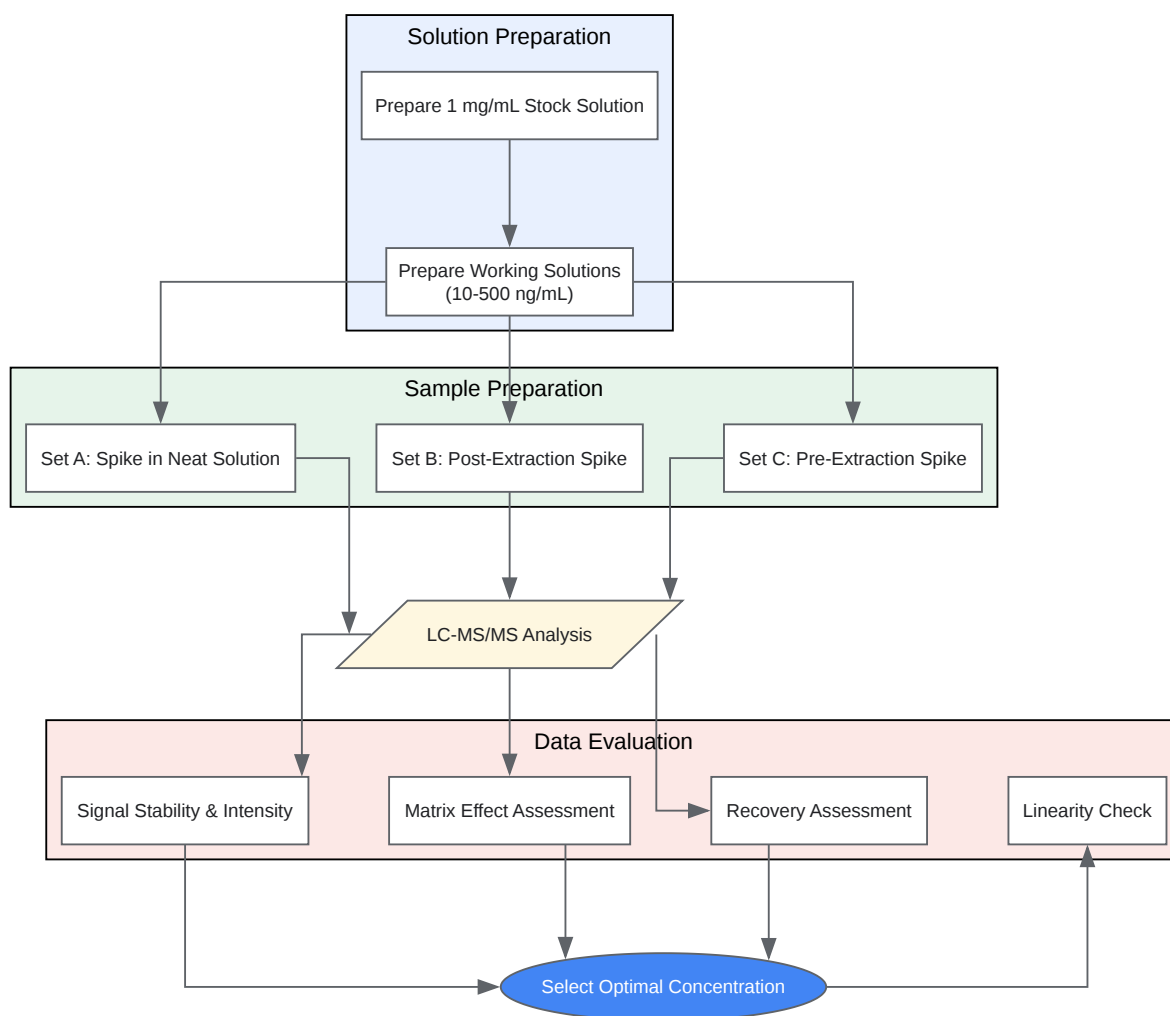 Solution Preparation
Prepare 1 mg/mL Stock Solution
Prepare Working Solutions
(10-500 ng/mL)
Sample Preparation
Set A: Spike in Neat Solution
Set B: Post-Extraction Spike
Set C: Pre-Extraction Spike
LC-MS/MS Analysis
Data Evaluation
Signal Stability & Intensity
Matrix Effect Assessment
Recovery Assessment
Linearity Check
Select Optimal Concentration